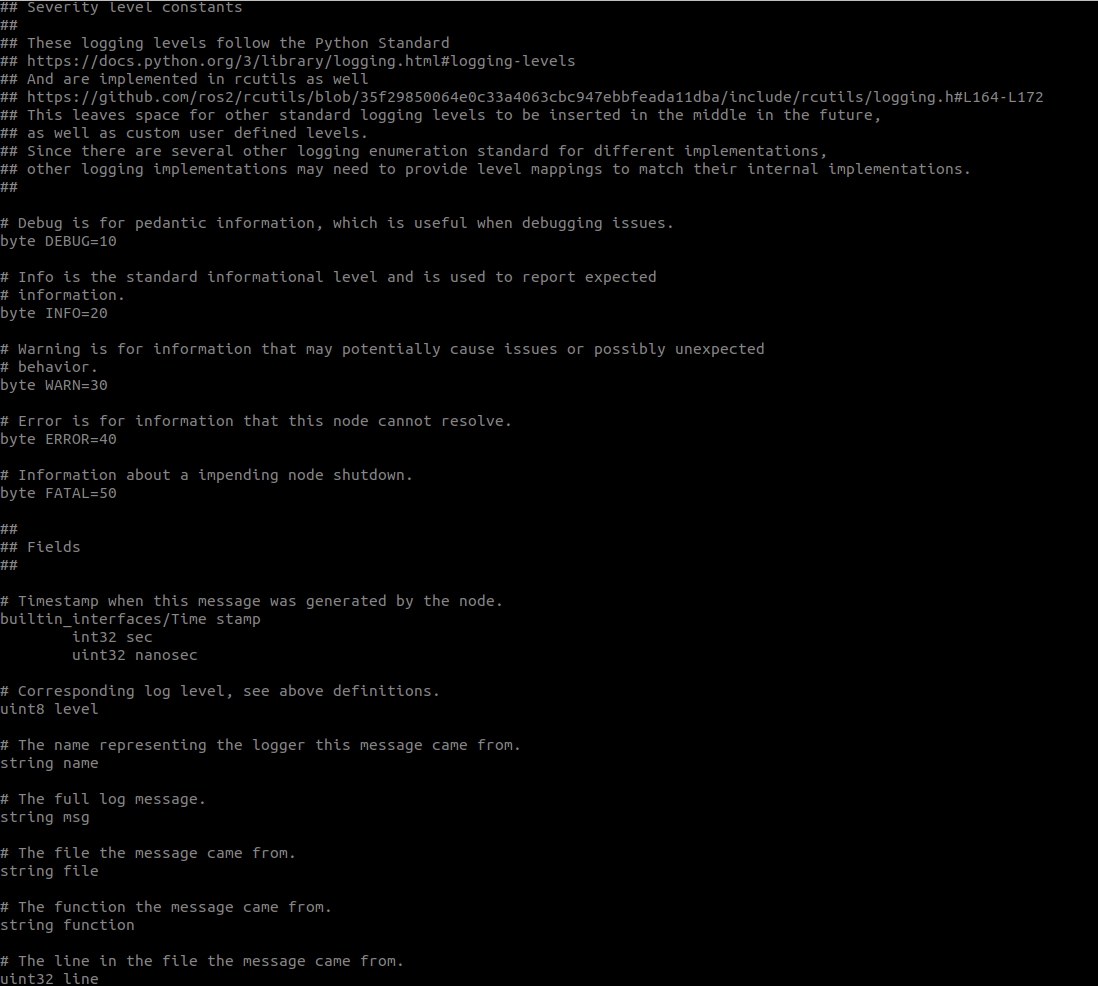 ## Severity level constants
##
## These logging levels follow the Python Standard
## https://docs.python.org/3/library/logging.html#logging-levels
## And are implemented in rcutils as well
## https://github.com/ros2/rcutils/blob/35f29850064e0c33a4063cbc947ebbfeada11dba/include/rcutils/logging.h#L164-L172
## This leaves space for other standard logging levels to be inserted in the middle in the future,
## as well as custom user defined levels.
## Since there are several other logging enumeration standard for different implementations,
## other logging implementations may need to provide level mappings to match their internal implementations.
##
# Debug is for pedantic information, which is useful when debugging issues.
byte DEBUG=10
# Info is the standard informational level and is used to report expected
# information.
byte INFO=20
# Warning is for information that may potentially cause issues or possibly unexpected
# behavior.
byte WARN=30
# Error is for information that this node cannot resolve.
byte ERROR=40
# Information about a impending node shutdown.
byte FATAL=50
##
## Fields
##
# Timestamp when this message was generated by the node.
builtin_interfaces/Time stamp
        int32 sec
        uint32 nanosec
# Corresponding log level, see above definitions.
uint8 level
# The name representing the logger this message came from.
string name
# The full log message.
string msg
# The file the message came from.
string file
# The function the message came from.
string function
# The line in the file the message came from.
uint32 line